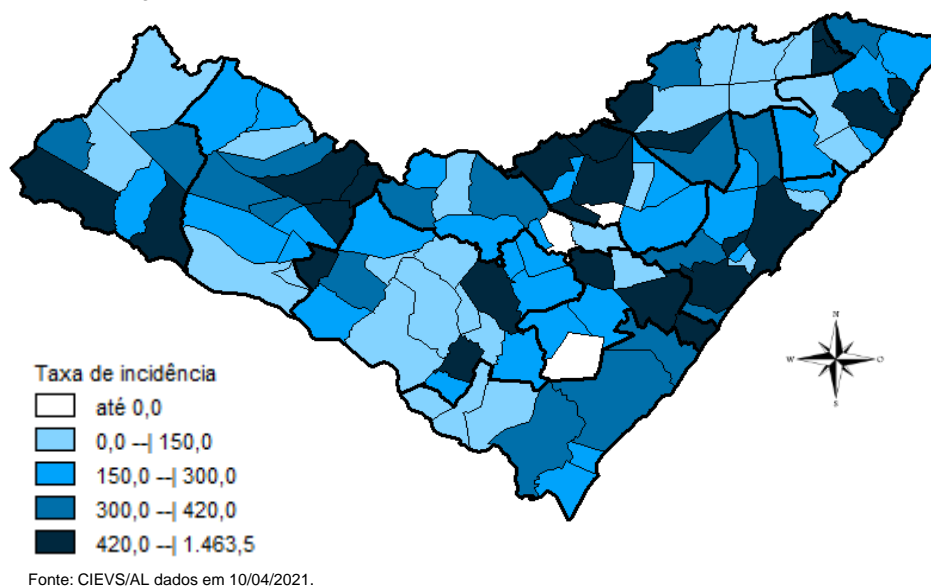 N
W
O
S
Taxa de incidência
até 0,0
0,0 --| 150,0
150,0 --| 300,0
300,0 --| 420,0
420,0 --| 1.463,5
Fonte: CIEVS/AL dados em 10/04/2021.